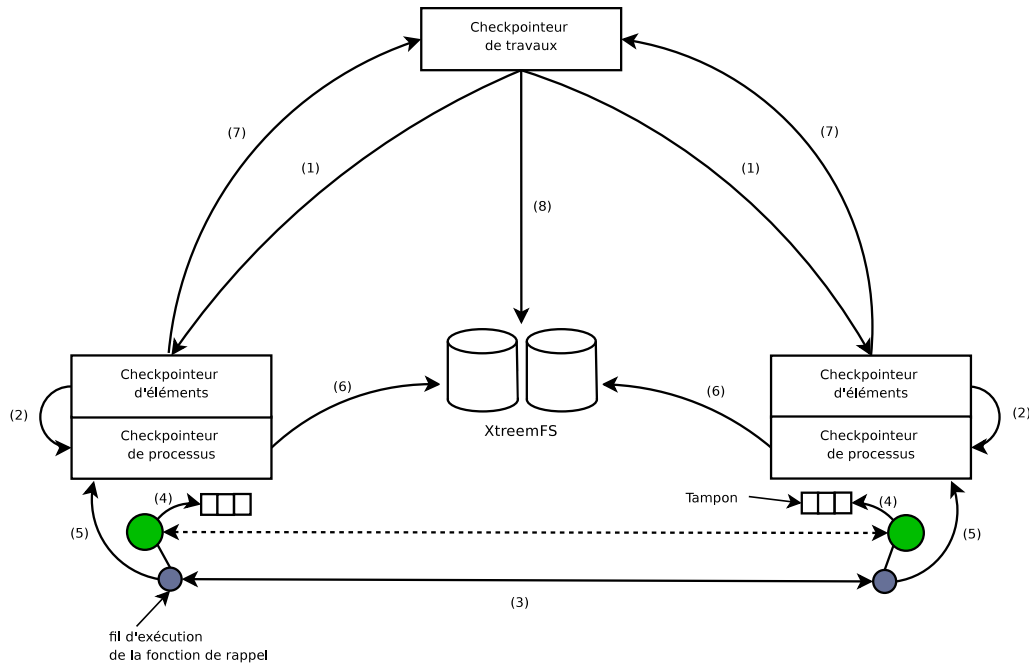 Checkpointeur
de travaux
(7)
(7)
(1)
(1)
(8)
Checkpointeur
d'éléments
Checkpointeur
d'éléments
(6)
(6)
(2)
(2)
Checkpointeur
de processus
XtreemFS
Checkpointeur
de processus
(4)
Tampon
(4)
(5)
(5)
(3)
fil d'exécution
de la fonction de rappel